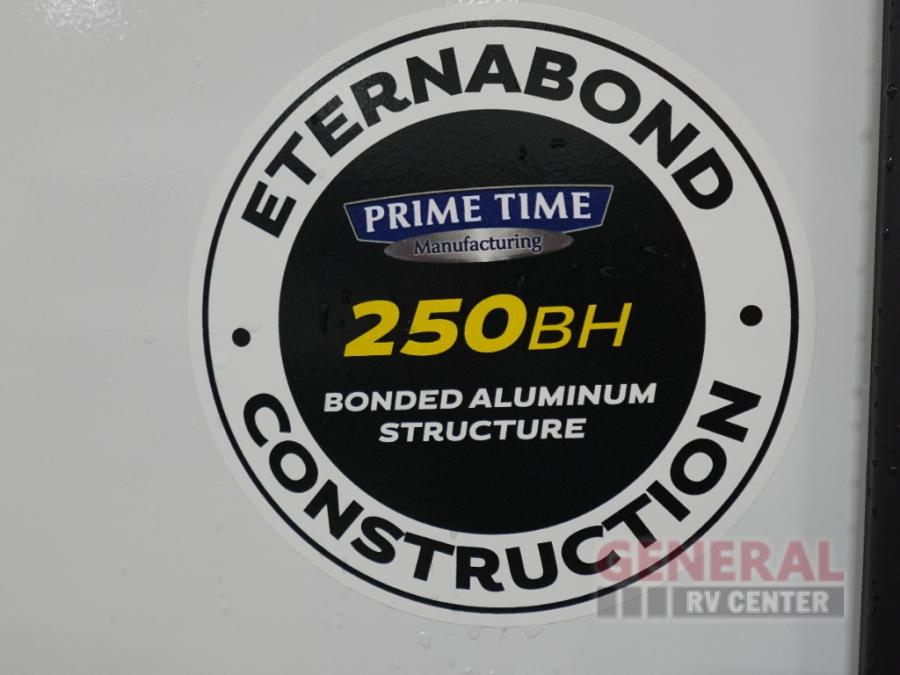 ETERNABOND
PRIME TIME
Manufacturing
250BH
BONDED ALUMINUM
STRUCTURE
CONSTRUCTION
GENERAL
RV CENTER